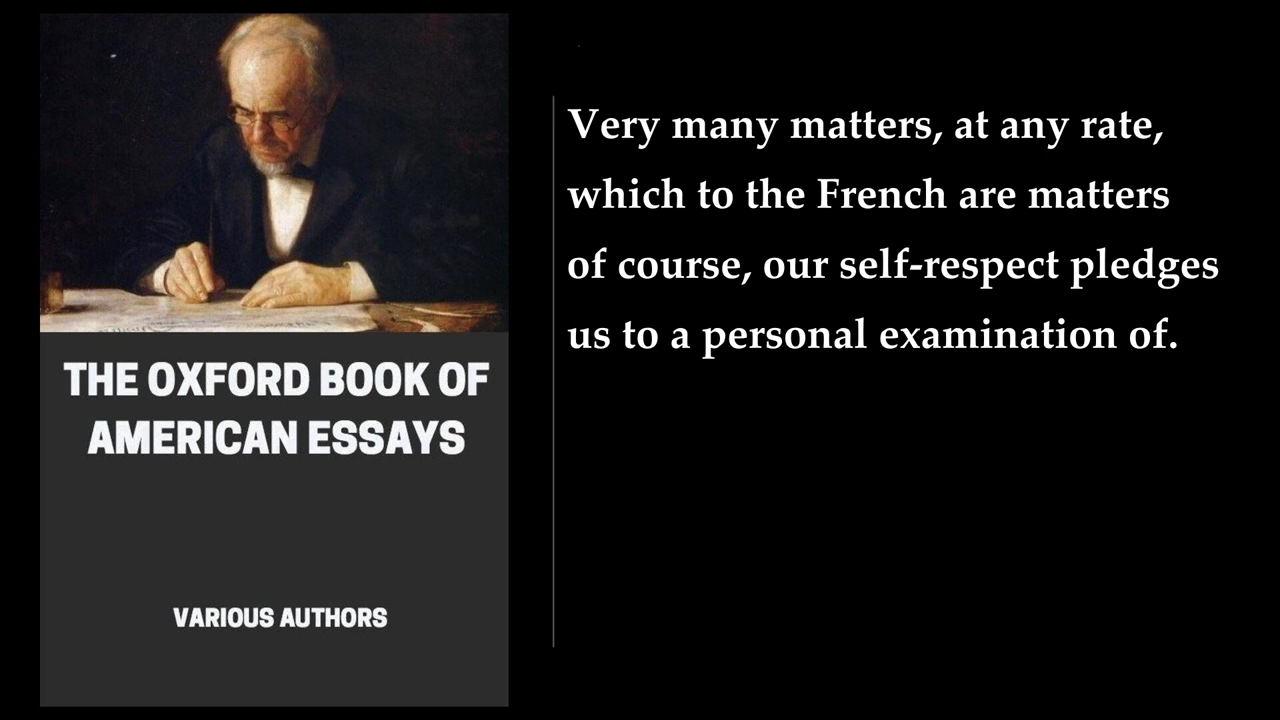 THE OXFORD BOOK OF
AMERICAN ESSAYS
VARIOUS AUTHORS
Very many matters, at any rate,
which to the French are matters
of course, our self-respect pledges
us to a personal examination of.